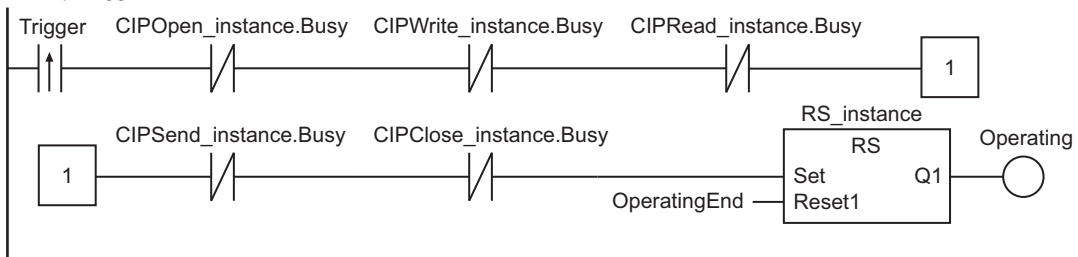 Trigger CIPOpen_instance.Busy CIPWrite_instance.Busy CIPRead_instance.Busy
1
RS_instance
CIPSend_instance.Busy CIPClose_instance.Busy RS Operating
1 Set Q1
OperatingEnd Reset1